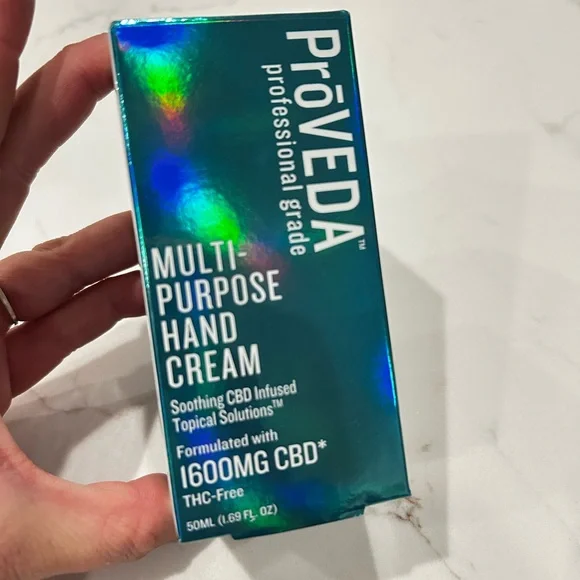 PrōVEDA™
professional grade
MULTI-
PURPOSE
HAND
CREAM
Soothing CBD Infused
Topical Solutions™
Formulated with
1600MG CBD*
THC-Free
50ML (1.69 FL. OZ)